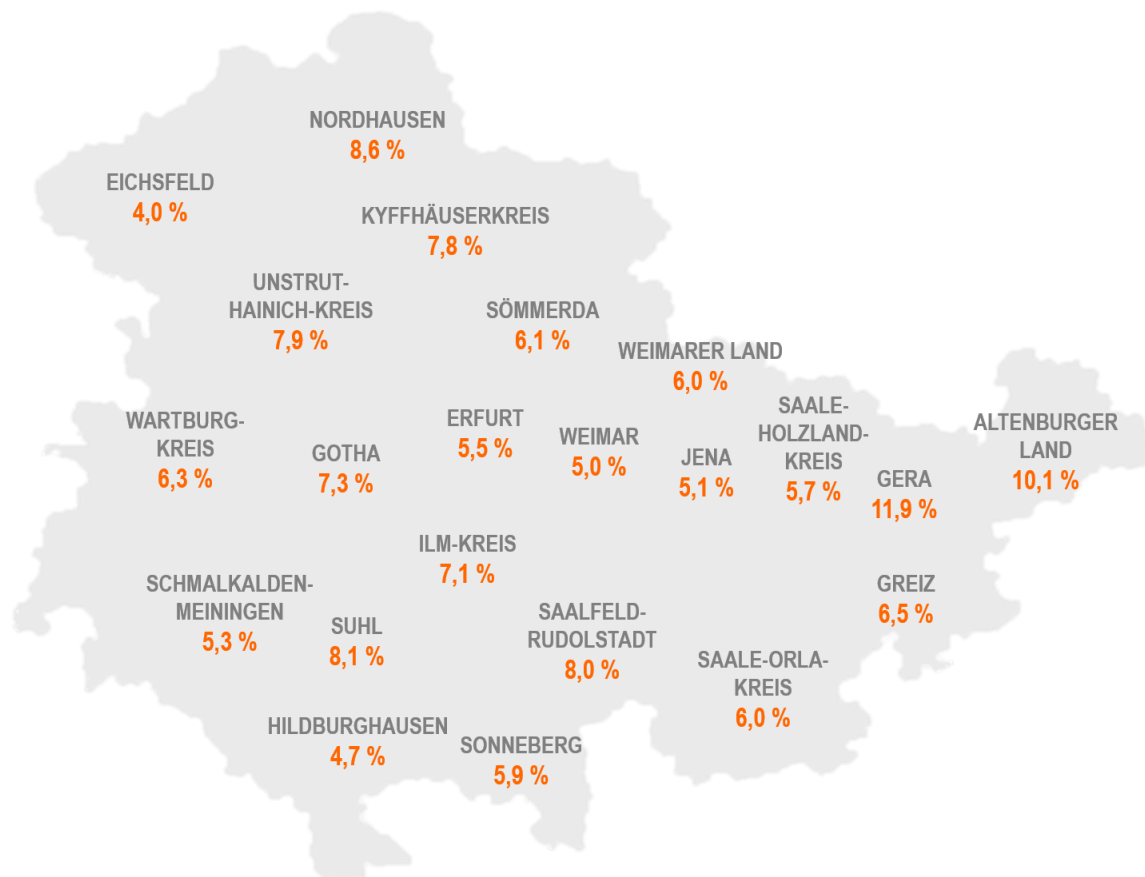 NORDHAUSEN
8,6 %
EICHSFELD
4,0 %
KYFFHÄUSERKREIS
7,8 %
UNSTRUT-
HAINICH-KREIS
7,9 %
SÖMMERDA
6,1 %
WEIMARER LAND
6,0 %
WARTBURG-
KREIS
6,3 %
GOTHA
7,3 %
ERFURT
5,5 %
WEIMAR
5,0 %
JENA
5,1 %
SAALE-
HOLZLAND-
KREIS
5,7 %
GERA
11,9 %
ALTENBURGER
LAND
10,1 %
ILM-KREIS
7,1 %
SCHMALKALDEN-
MEININGEN
5,3 %
SUHL
8,1 %
SAALFELD-
RUDOLSTADT
8,0 %
GREIZ
6,5 %
SAALE-ORLA-
KREIS
6,0 %
HILDBURGHAUSEN
4,7 %
SONNEBERG
5,9 %